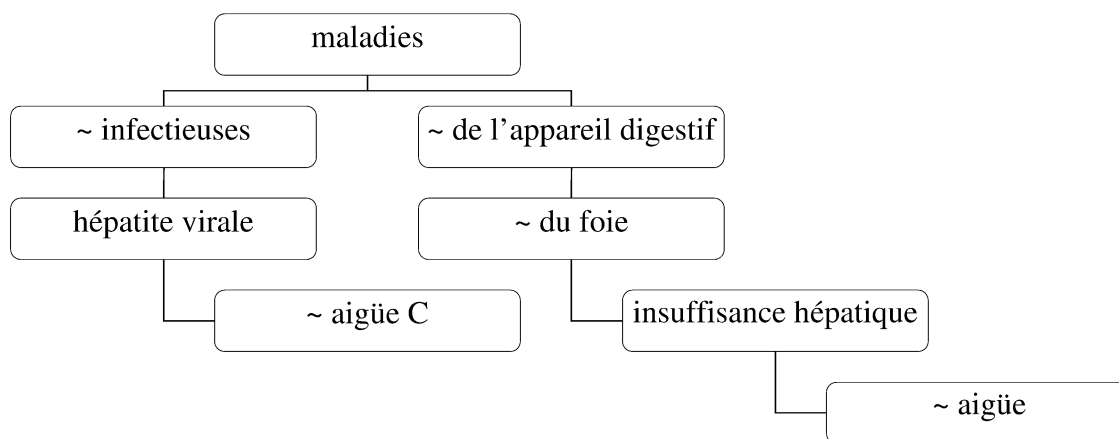 maladies
~ infectieuses
~ de l’appareil digestif
hépatite virale
~ du foie
~ aigüe C
insuffisance hépatique
~ aigüe